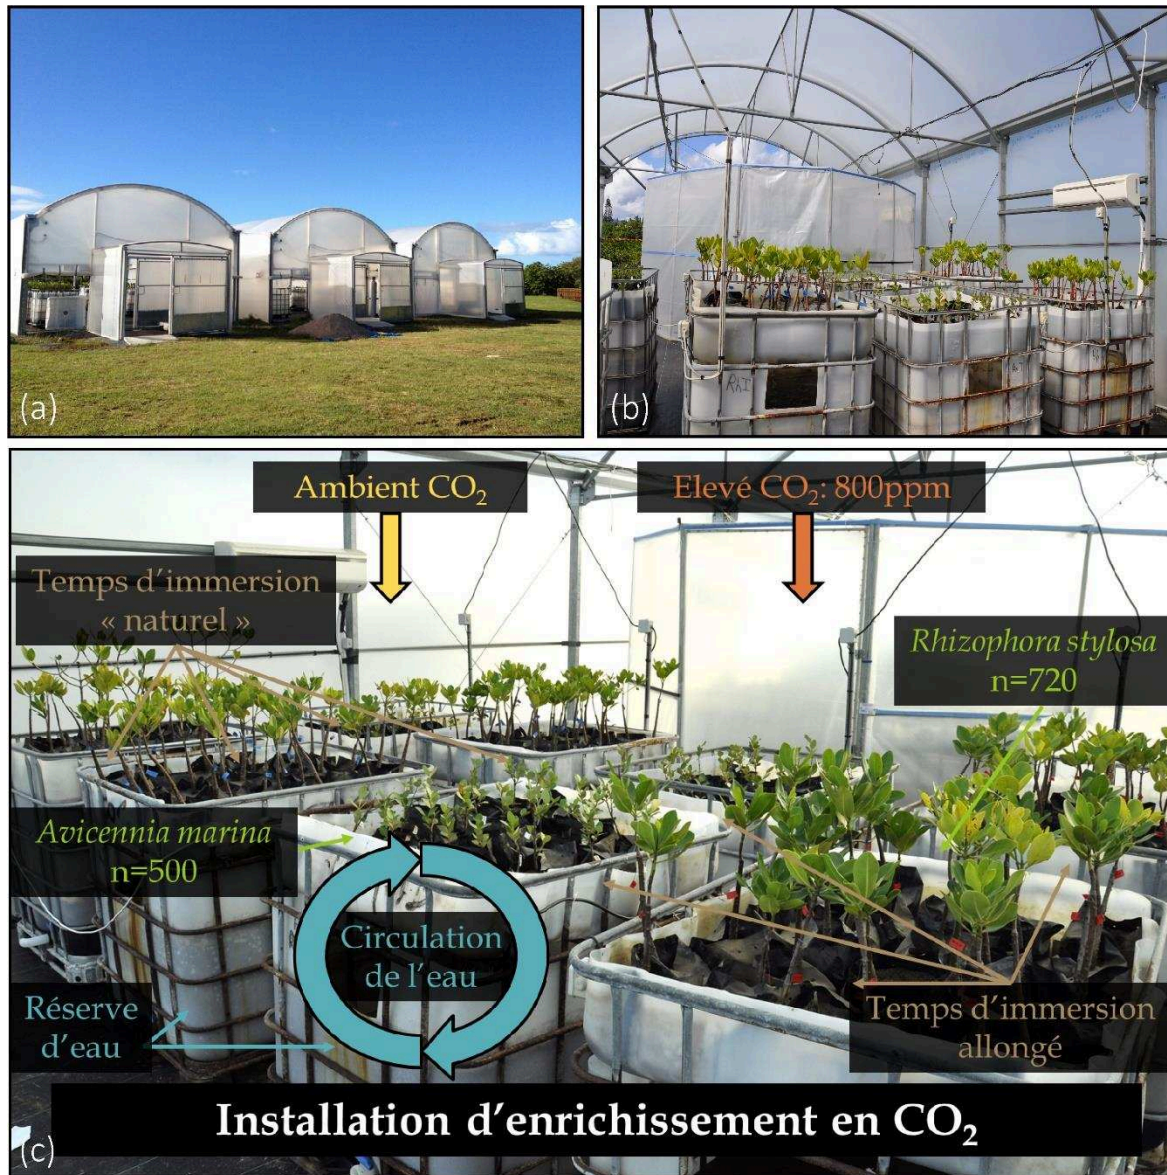 (a)
(b)
RhI
Ambient CO₂
Elevé CO₂: 800ppm
Temps d'immersion
« naturel »
Rhizophora stylosa
n=720
Avicennia marina
n=500
Circulation
de l'eau
Réserve
d'eau
Temps d'immersion
allongé
Installation d'enrichissement en CO₂
(c)